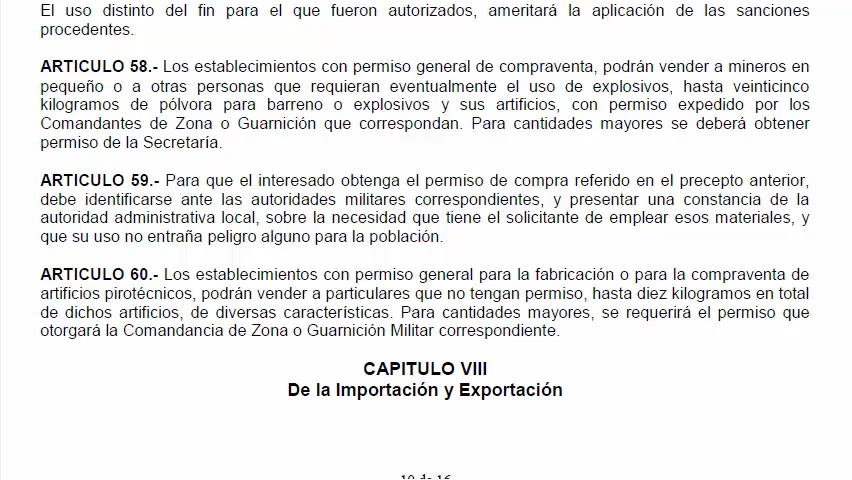 El uso distinto del fin para el que fueron autorizados, ameritará la aplicación de las sanciones
procedentes.
ARTICULO 58.- Los establecimientos con permiso general de compraventa, podrán vender a mineros en
pequeño o a otras personas que requieran eventualmente el uso de explosivos, hasta veinticinco
kilogramos de pólvora para barreno o explosivos y sus artificios, con permiso expedido por los
Comandantes de Zona o Guarnición que correspondan. Para cantidades mayores se deberá obtener
permiso de la Secretaría.
ARTICULO 59.- Para que el interesado obtenga el permiso de compra referido en el precepto anterior,
debe identificarse ante las autoridades militares correspondientes, y presentar una constancia de la
autoridad administrativa local, sobre la necesidad que tiene el solicitante de emplear esos materiales, y
que su uso no entraña peligro alguno para la población.
ARTICULO 60.- Los establecimientos con permiso general para la fabricación o para la compraventa de
artificios pirotécnicos, podrán vender a particulares que no tengan permiso, hasta diez kilogramos en total
de dichos artificios, de diversas características. Para cantidades mayores, se requerirá el permiso que
otorgará la Comandancia de Zona o Guarnición Militar correspondiente.
CAPITULO VIII
De la Importación y Exportación
10 de 16